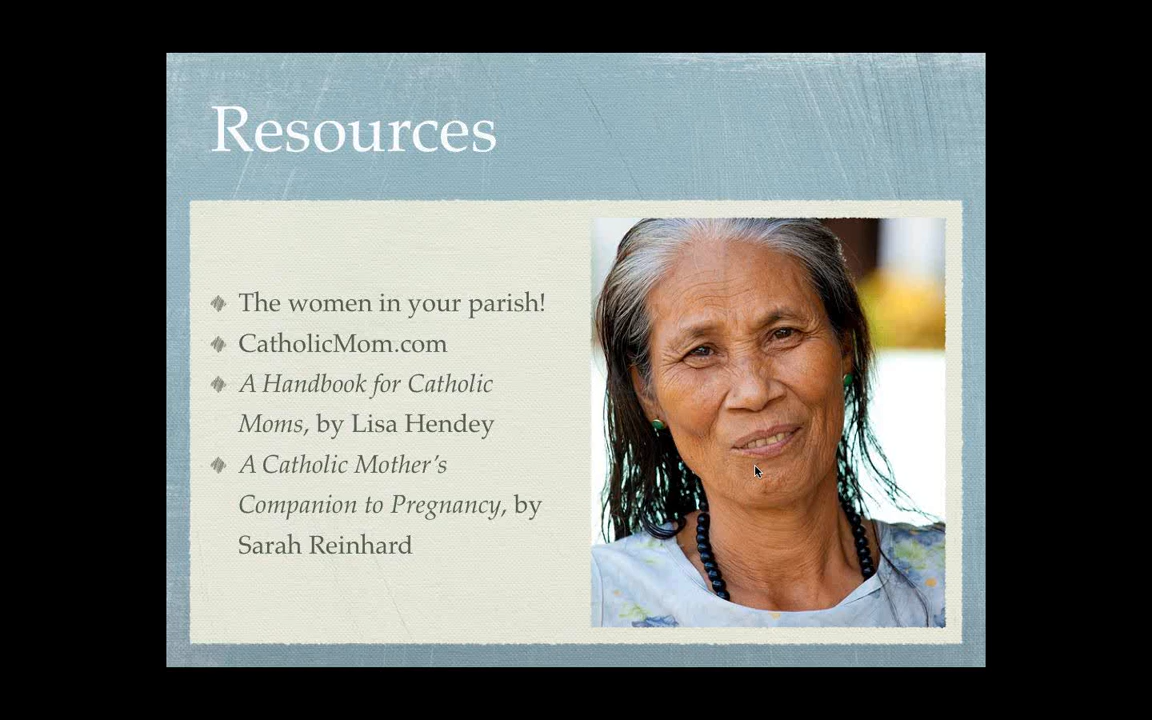 Resources
The women in your parish!
CatholicMom.com
A Handbook for Catholic
Moms, by Lisa Hendey
A Catholic Mother’s
Companion to Pregnancy, by
Sarah Reinhard